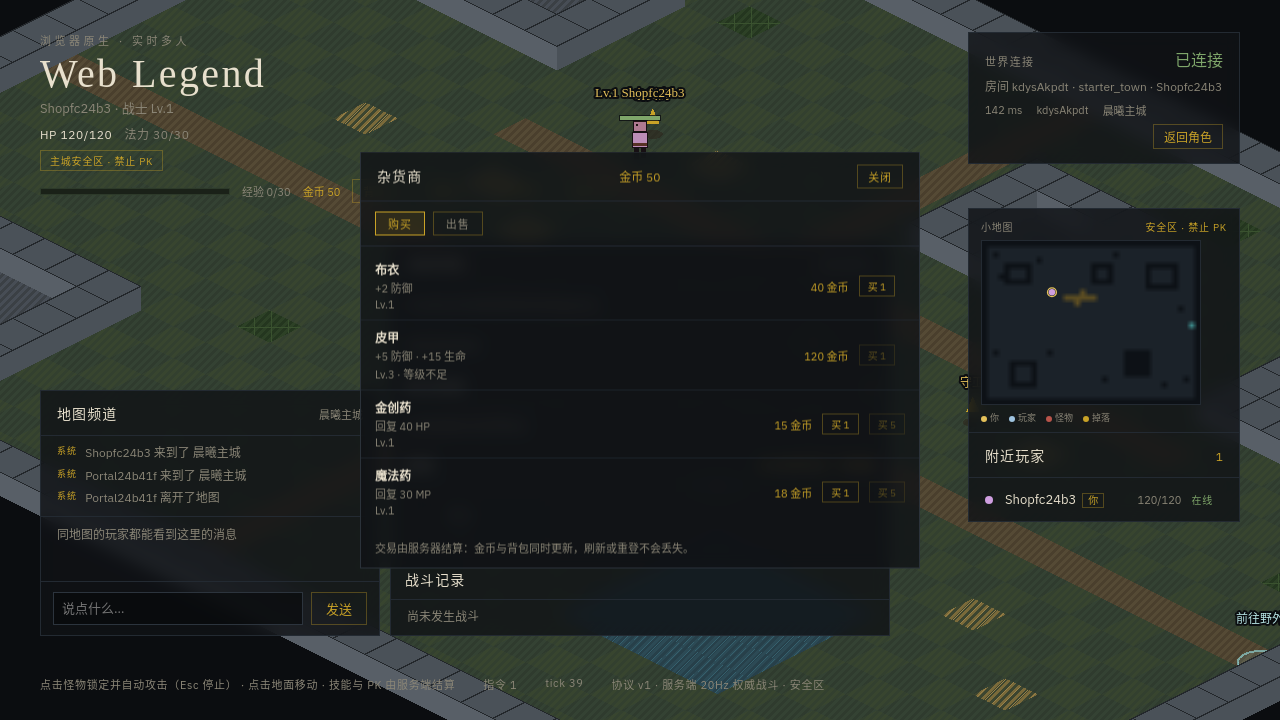 浏览器原生 · 实时多人
Web Legend
Shopfc24b3 · 战士 Lv.1
HP 120/120 法力 30/30
主城安全区 · 禁止 PK
经验 0/30 金币 50
Lv.1 Shopfc24b3
世界连接 已连接
房间 kdysAkpdt · starter_town · Shopfc24b3
142 ms kdysAkpdt 晨曦主城
返回角色
杂货商 金币 50 关闭
购买 出售
布衣
+2 防御
Lv.1
40 金币 买 1
皮甲
+5 防御 · +15 生命
Lv.3 · 等级不足
120 金币 买 1
金创药
回复 40 HP
Lv.1
15 金币 买 1 买 5
魔法药
回复 30 MP
Lv.1
18 金币 买 1 买 5
交易由服务器结算：金币与背包同时更新，刷新或重登不会丢失。
小地图 安全区 · 禁止 PK
你 玩家 怪物 掉落
附近玩家 1
Shopfc24b3 你 120/120 在线
地图频道 晨曦主城
系统 Shopfc24b3 来到了 晨曦主城
系统 Portal24b41f 来到了 晨曦主城
系统 Portal24b41f 离开了地图
同地图的玩家都能看到这里的消息
说点什么... 发送
战斗记录
尚未发生战斗
前往野外
点击怪物锁定并自动攻击（Esc 停止） · 点击地面移动 · 技能与 PK 由服务端结算 指令 1 tick 39 协议 v1 · 服务端 20Hz 权威战斗 · 安全区